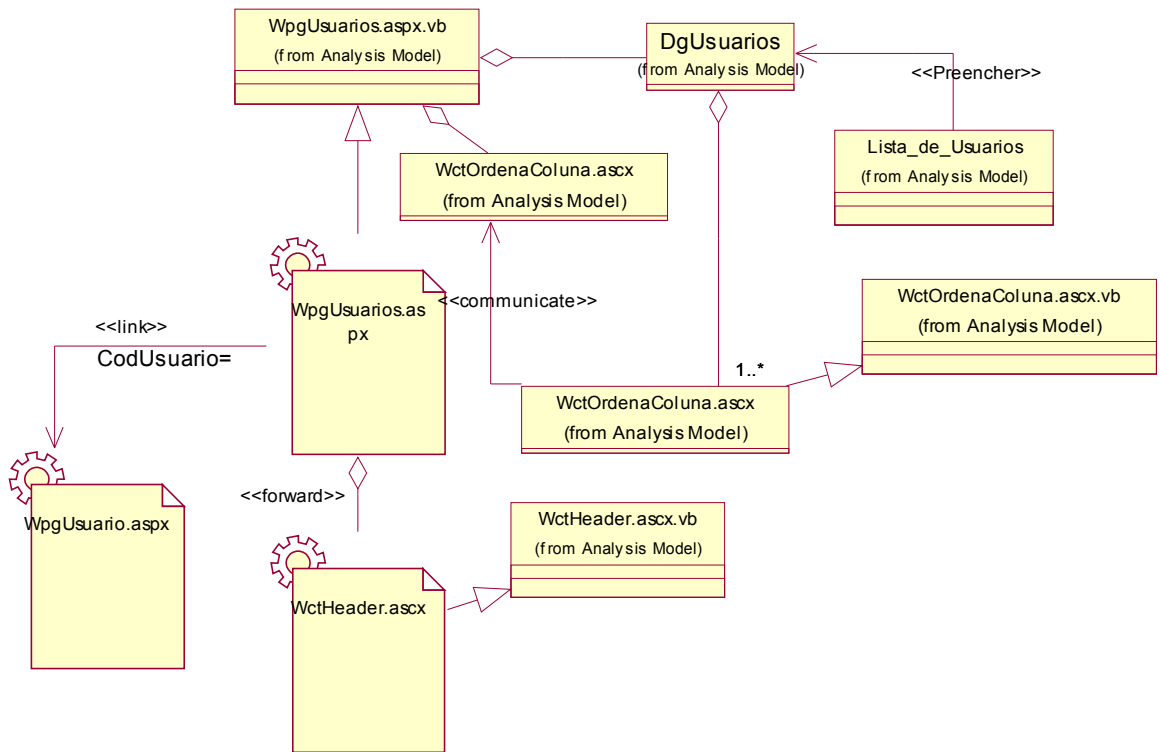 WpgUsuarios.aspx.vb
(from Analysis Model)
DgUsuarios
(from Analysis Model)
<<Preencher>>
Lista_de_Usuarios
(from Analysis Model)
WctOrdenaColuna.ascx
(from Analysis Model)
WpgUsuarios.as
px
<<communicate>>
WctOrdenaColuna.ascx.vb
(from Analysis Model)
<<link>>
CodUsuario=
1..*
WctOrdenaColuna.ascx
(from Analysis Model)
<<forward>>
WpgUsuario.aspx
WctHeader.ascx.vb
(from Analysis Model)
WctHeader.ascx